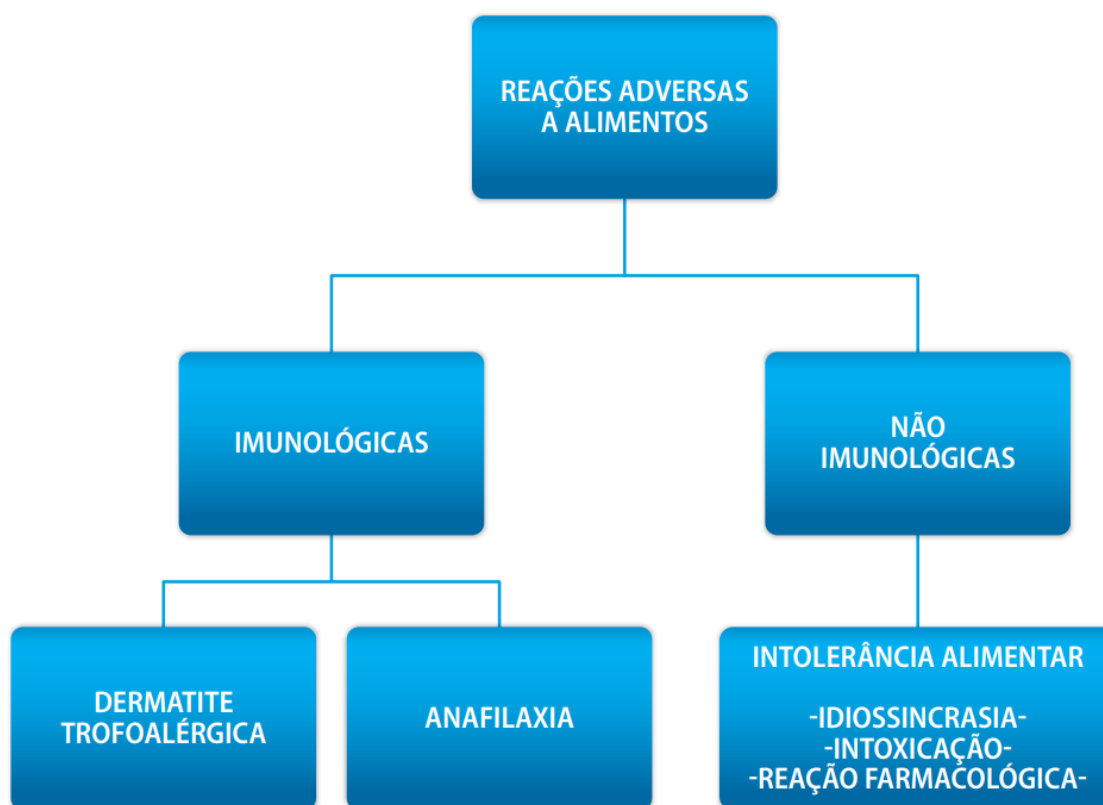 REAÇÕES ADVERSAS
A ALIMENTOS
IMUNOLÓGICAS
NÃO
IMUNOLÓGICAS
DERMATITE
TROFOALÉRGICA
ANAFILAXIA
INTOLERÂNCIA ALIMENTAR
-IDIOSSINCRASIA-
-INTOXICAÇÃO-
-REAÇÃO FARMACOLÓGICA-